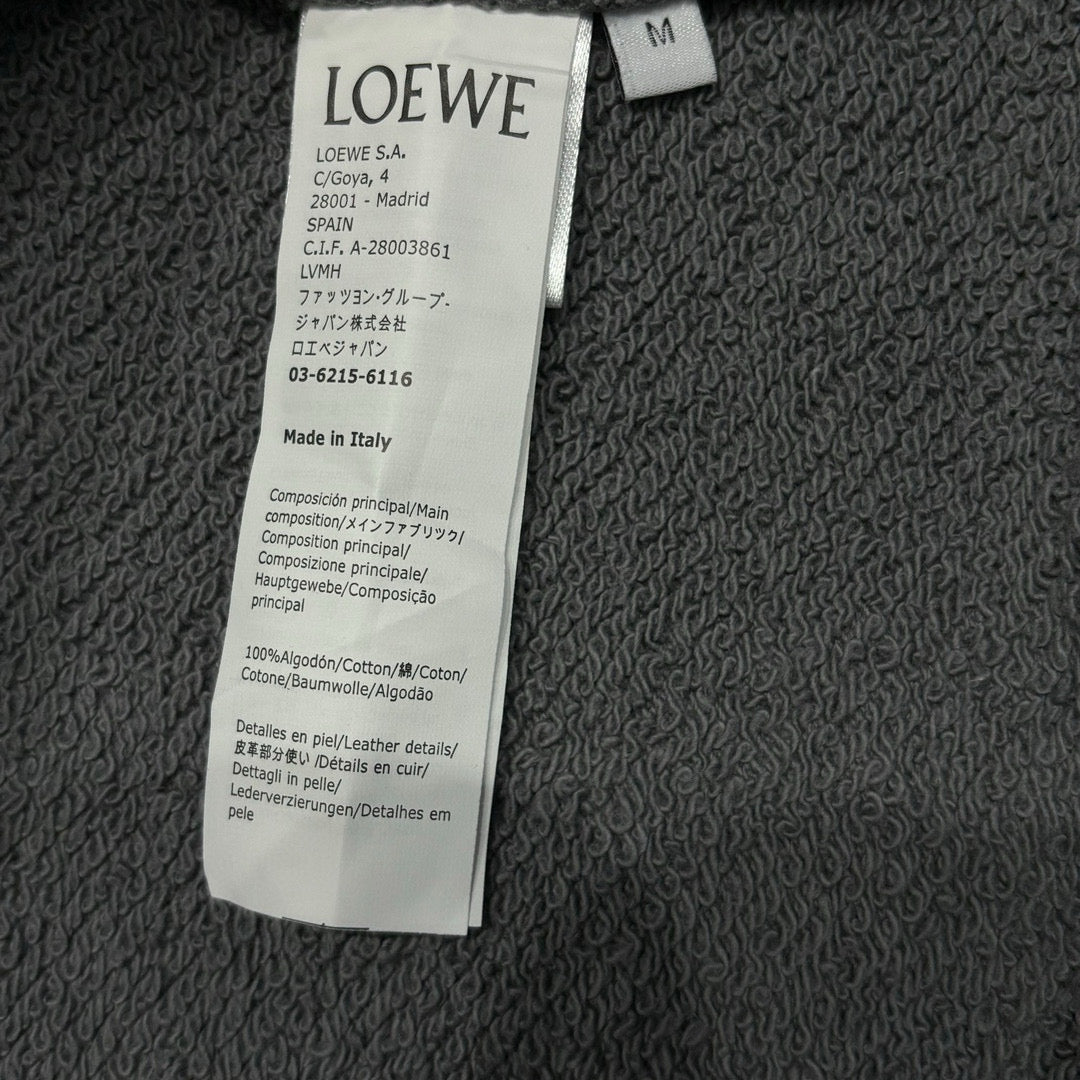 LOEWE
M
LOEWE S.A.
C/Goya, 4
28001 - Madrid
SPAIN
C.I.F. A-28003861
LVMH
ファッツヨン･グループ-
ジャパン株式会社
ロエベジャパン
03-6215-6116
Made in Italy
Composición principal/Main
composition/メインファブリツク/
Composition principal/
Composizione principale/
Hauptgewebe/Composição
principal
100%Algodón/Cotton/綿/Coton/
Cotone/Baumwolle/Algodão
Detalles en piel/Leather details/
皮革部分使い /Détails en cuir/
Dettagli in pelle/
Lederverzierungen/Detalhes em
pele